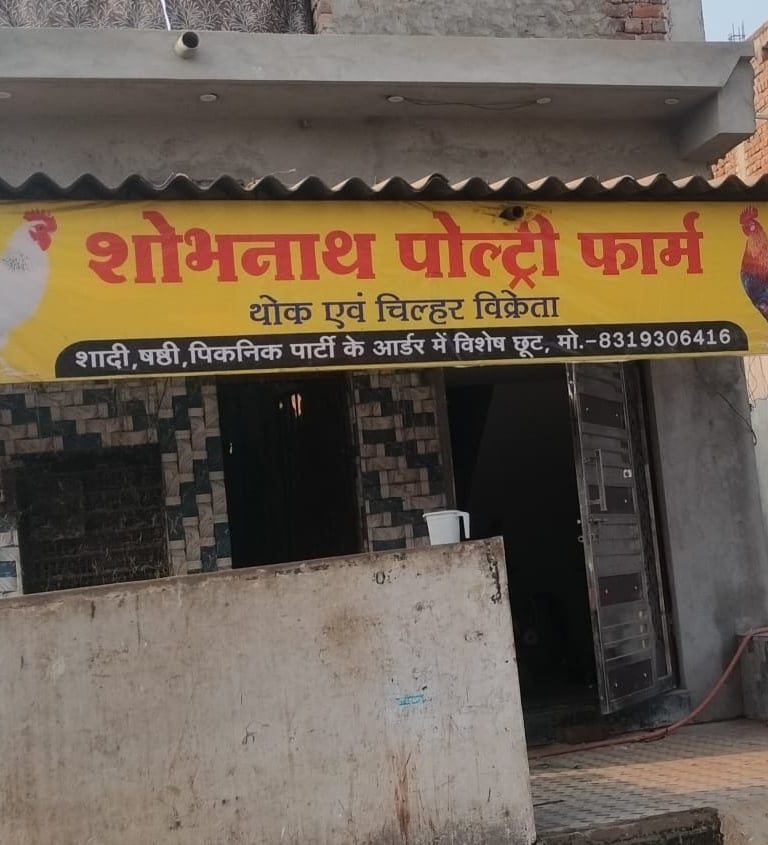 शोभनाथ पोल्ट्री फार्म
थोक एवं चिल्हर विक्रेता
शादी,षष्ठी,पिकनिक पार्टी के आर्डर में विशेष छूट, मो.-8319306416